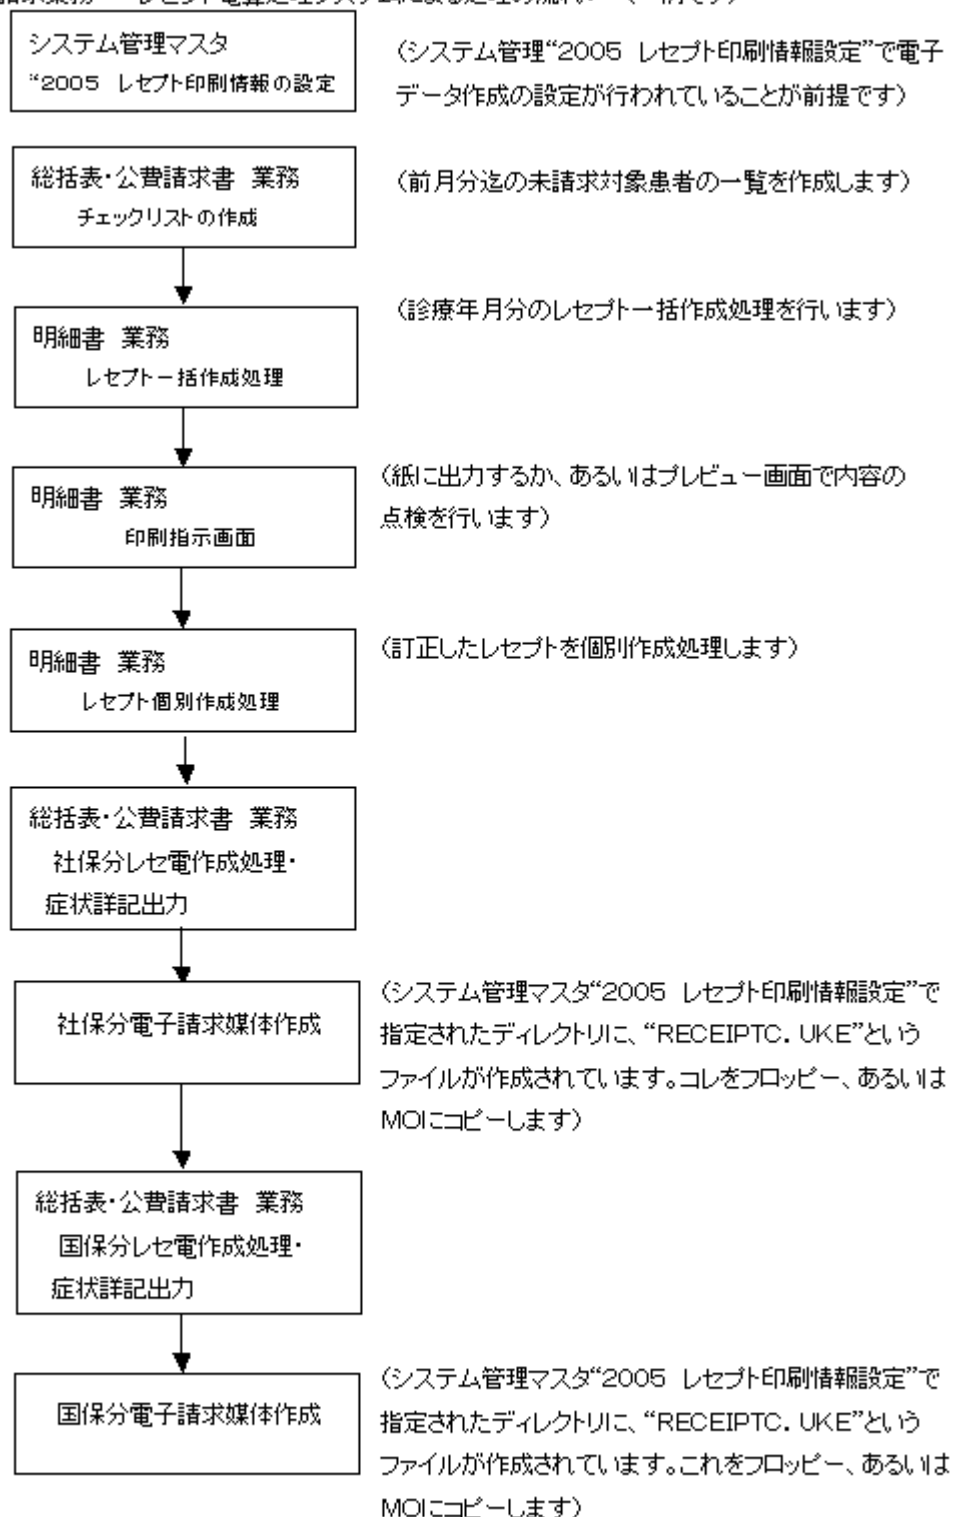 システム管理マスタ
“2005 レセプト印刷情報の設定
(システム管理“2005 レセプト印刷情報設定”で電子
データ作成の設定が行われていることが前提です)
総括表・公費請求書 業務
チェックリストの作成
(前月分迄の未請求対象患者の一覧を作成します)
明細書 業務
レセプト一括作成処理
(診療年月分のレセプト一括作成処理を行います)
明細書 業務
印刷指示画面
(紙に出力するか、あるいはプレビュー画面で内容の
点検を行います)
明細書 業務
レセプト個別作成処理
(訂正したレセプトを個別作成処理します)
総括表・公費請求書 業務
社保分レセ電作成処理・
症状詳記出力
社保分電子請求媒体作成
(システム管理マスタ“2005 レセプト印刷情報設定”で
指定されたディレクトリに、“RECEIPTC. UKE”という
ファイルが作成されています。コレをフロッピー、あるいは
MOにコピーします)
総括表・公費請求書 業務
国保分レセ電作成処理・
症状詳記出力
国保分電子請求媒体作成
(システム管理マスタ“2005 レセプト印刷情報設定”で
指定されたディレクトリに、“RECEIPTC. UKE”という
ファイルが作成されています。これをフロッピー、あるいは
MOにコピーします)